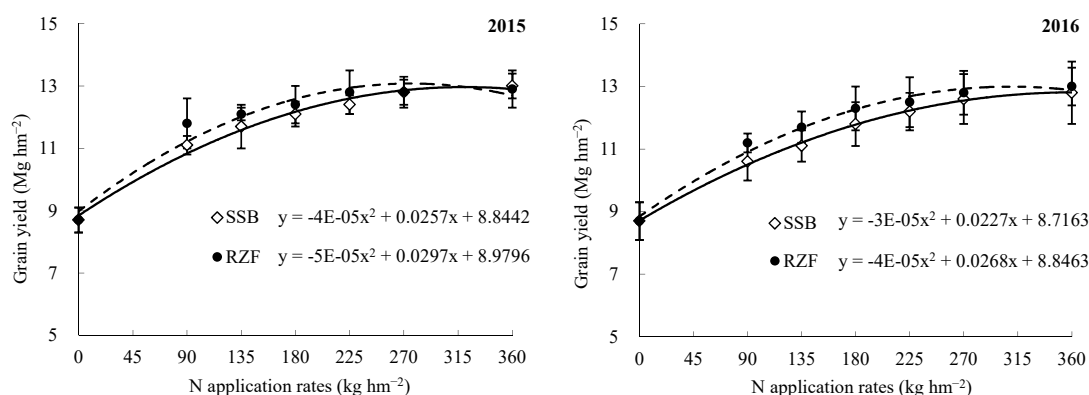 2015
Grain yield (Mg hm⁻²)
15
13
11
9
7
5
SSB y = -4E-05x² + 0.0257x + 8.8442
RZF y = -5E-05x² + 0.0297x + 8.9796
0 45 90 135 180 225 270 315 360
N application rates (kg hm⁻²)
2016
Grain yield (Mg hm⁻²)
15
13
11
9
7
5
SSB y = -3E-05x² + 0.0227x + 8.7163
RZF y = -4E-05x² + 0.0268x + 8.8463
0 45 90 135 180 225 270 315 360
N application rates (kg hm⁻²)